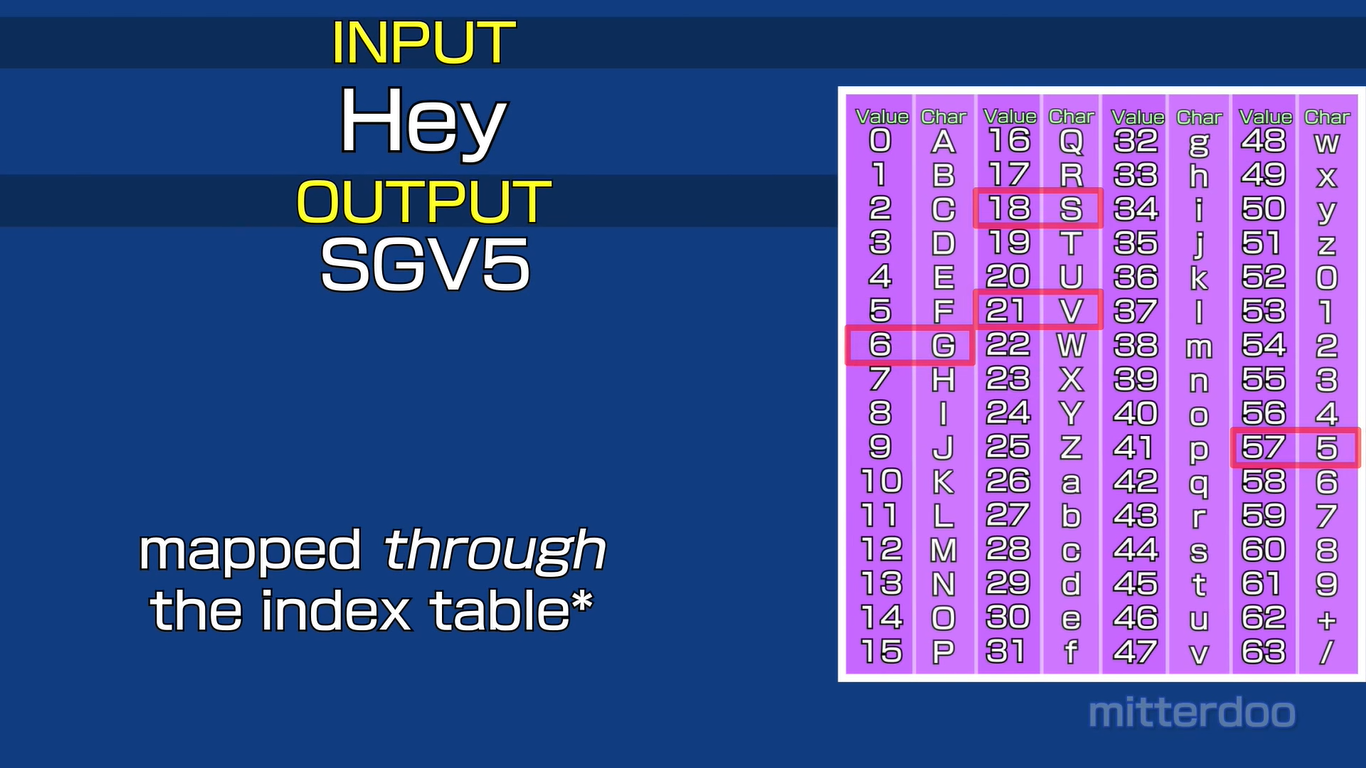 INPUT
Hey
OUTPUT
SGV5
mapped through
the index table*
Value Char Value Char Value Char Value Char
0 A 16 Q 32 g 48 w
1 B 17 R 33 h 49 x
2 C 18 S 34 i 50 y
3 D 19 T 35 j 51 z
4 E 20 U 36 k 52 0
5 F 21 V 37 l 53 1
6 G 22 W 38 m 54 2
7 H 23 X 39 n 55 3
8 I 24 Y 40 o 56 4
9 J 25 Z 41 p 57 5
10 K 26 a 42 q 58 6
11 L 27 b 43 r 59 7
12 M 28 c 44 s 60 8
13 N 29 d 45 t 61 9
14 O 30 e 46 u 62 +
15 P 31 f 47 v 63 /
mitterdoo